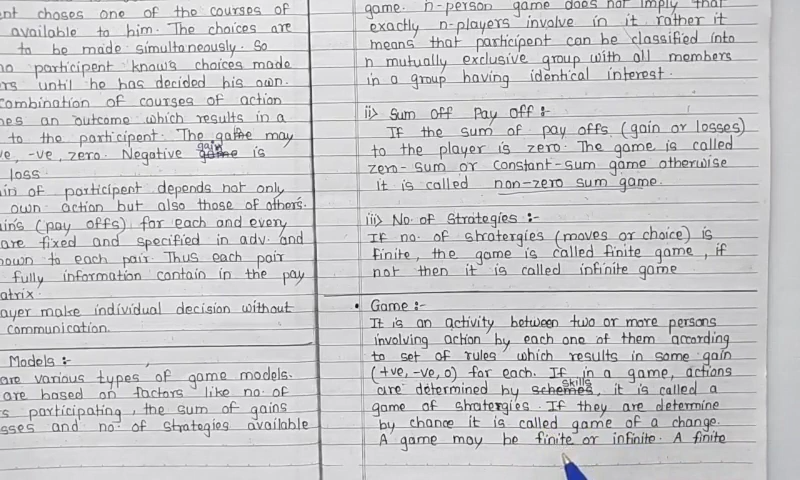 nt choses one of the courses of
available to him. The choices are
to be made simultaneously. So
no participent knows choices made
rs until he has decided his own.
combination of courses of action
nes an outcome which results in a
to the participent. The gain may
ve, -ve, zero. Negative gain is
loss.
in of participent depends not only
own action but also those of others.
ains (pay offs) for each and every
are fixed and specified in adv. and
nown to each pair. Thus each pair
fully information contain in the pay
atrix.
ayer make individual decision without
communication.
Models :-
are various types of game models.
are based on factors like no. of
s participating, the sum of gains
sses and no. of strategies available
game. n-person game does not imply that
exactly n-players involve in it rather it
means that participent can be classified into
n mutually exclusive group with all members
in a group having identical interest.
ii) Sum off Pay off :-
If the sum of pay offs (gain or losses)
to the player is zero. The game is called
zero-sum or constant-sum game otherwise
it is called non-zero sum game.
iii) No. of Strategies :-
If no. of stratergies (moves or choice) is
finite, the game is called finite game, if
not then it is called infinite game
• Game :-
It is an activity between two or more persons
involving action by each one of them according
to set of rules which results in some gain
(+ve, -ve, 0) for each. If in a game, actions
are determined by skills, it is called a
game of stratergies. If they are determine
by chance it is called game of a change.
A game may be finite or infinite. A finite